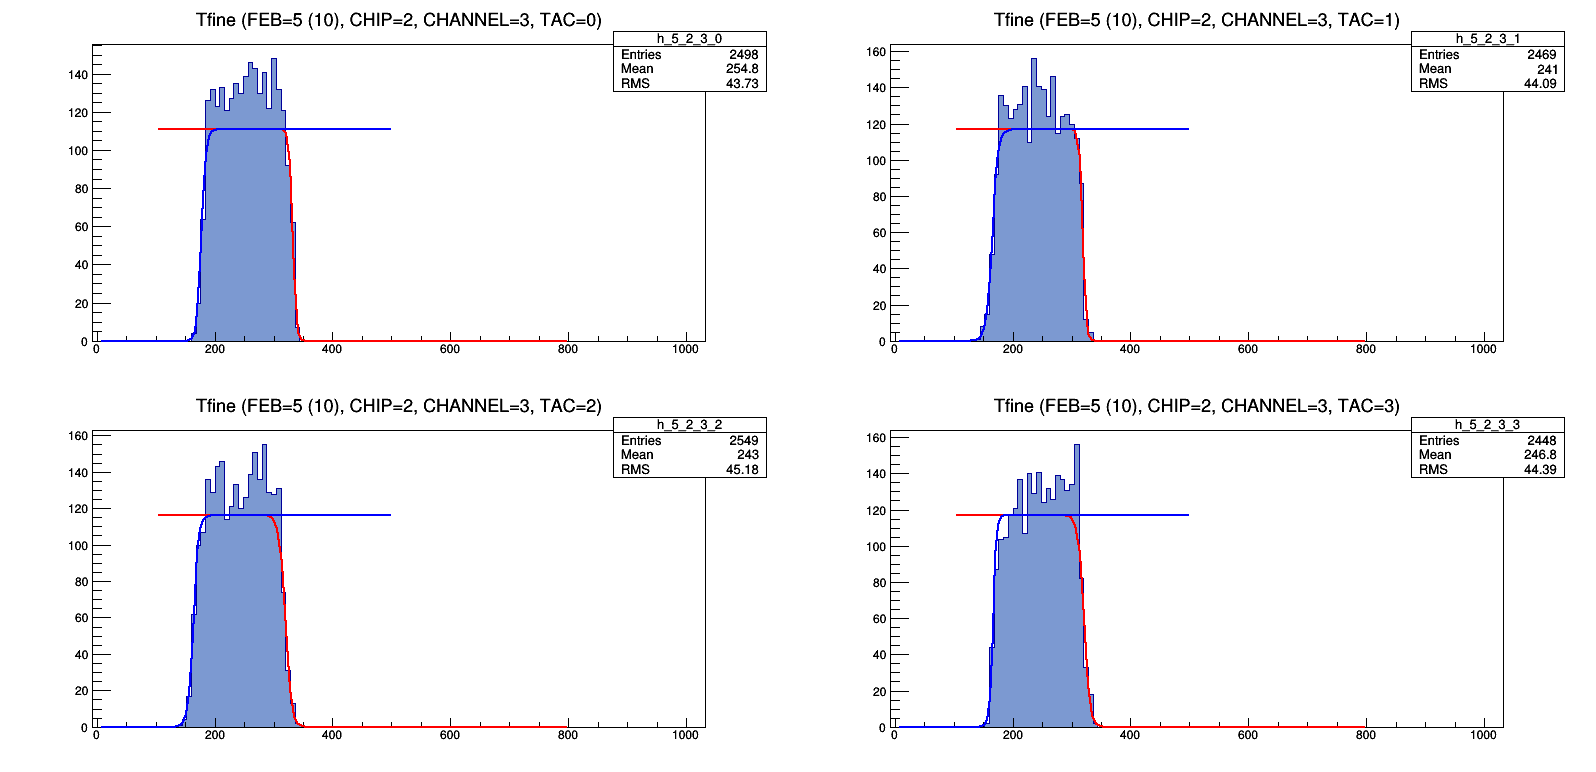 Tfine (FEB=5 (10), CHIP=2, CHANNEL=3, TAC=0)
h_5_2_3_0
Entries 2498
Mean 254.8
RMS 43.73
140
120
100
80
60
40
20
0
0 200 400 600 800 1000
Tfine (FEB=5 (10), CHIP=2, CHANNEL=3, TAC=1)
h_5_2_3_1
Entries 2469
Mean 241
RMS 44.09
160
140
120
100
80
60
40
20
0
0 200 400 600 800 1000
Tfine (FEB=5 (10), CHIP=2, CHANNEL=3, TAC=2)
h_5_2_3_2
Entries 2549
Mean 243
RMS 45.18
160
140
120
100
80
60
40
20
0
0 200 400 600 800 1000
Tfine (FEB=5 (10), CHIP=2, CHANNEL=3, TAC=3)
h_5_2_3_3
Entries 2448
Mean 246.8
RMS 44.39
160
140
120
100
80
60
40
20
0
0 200 400 600 800 1000